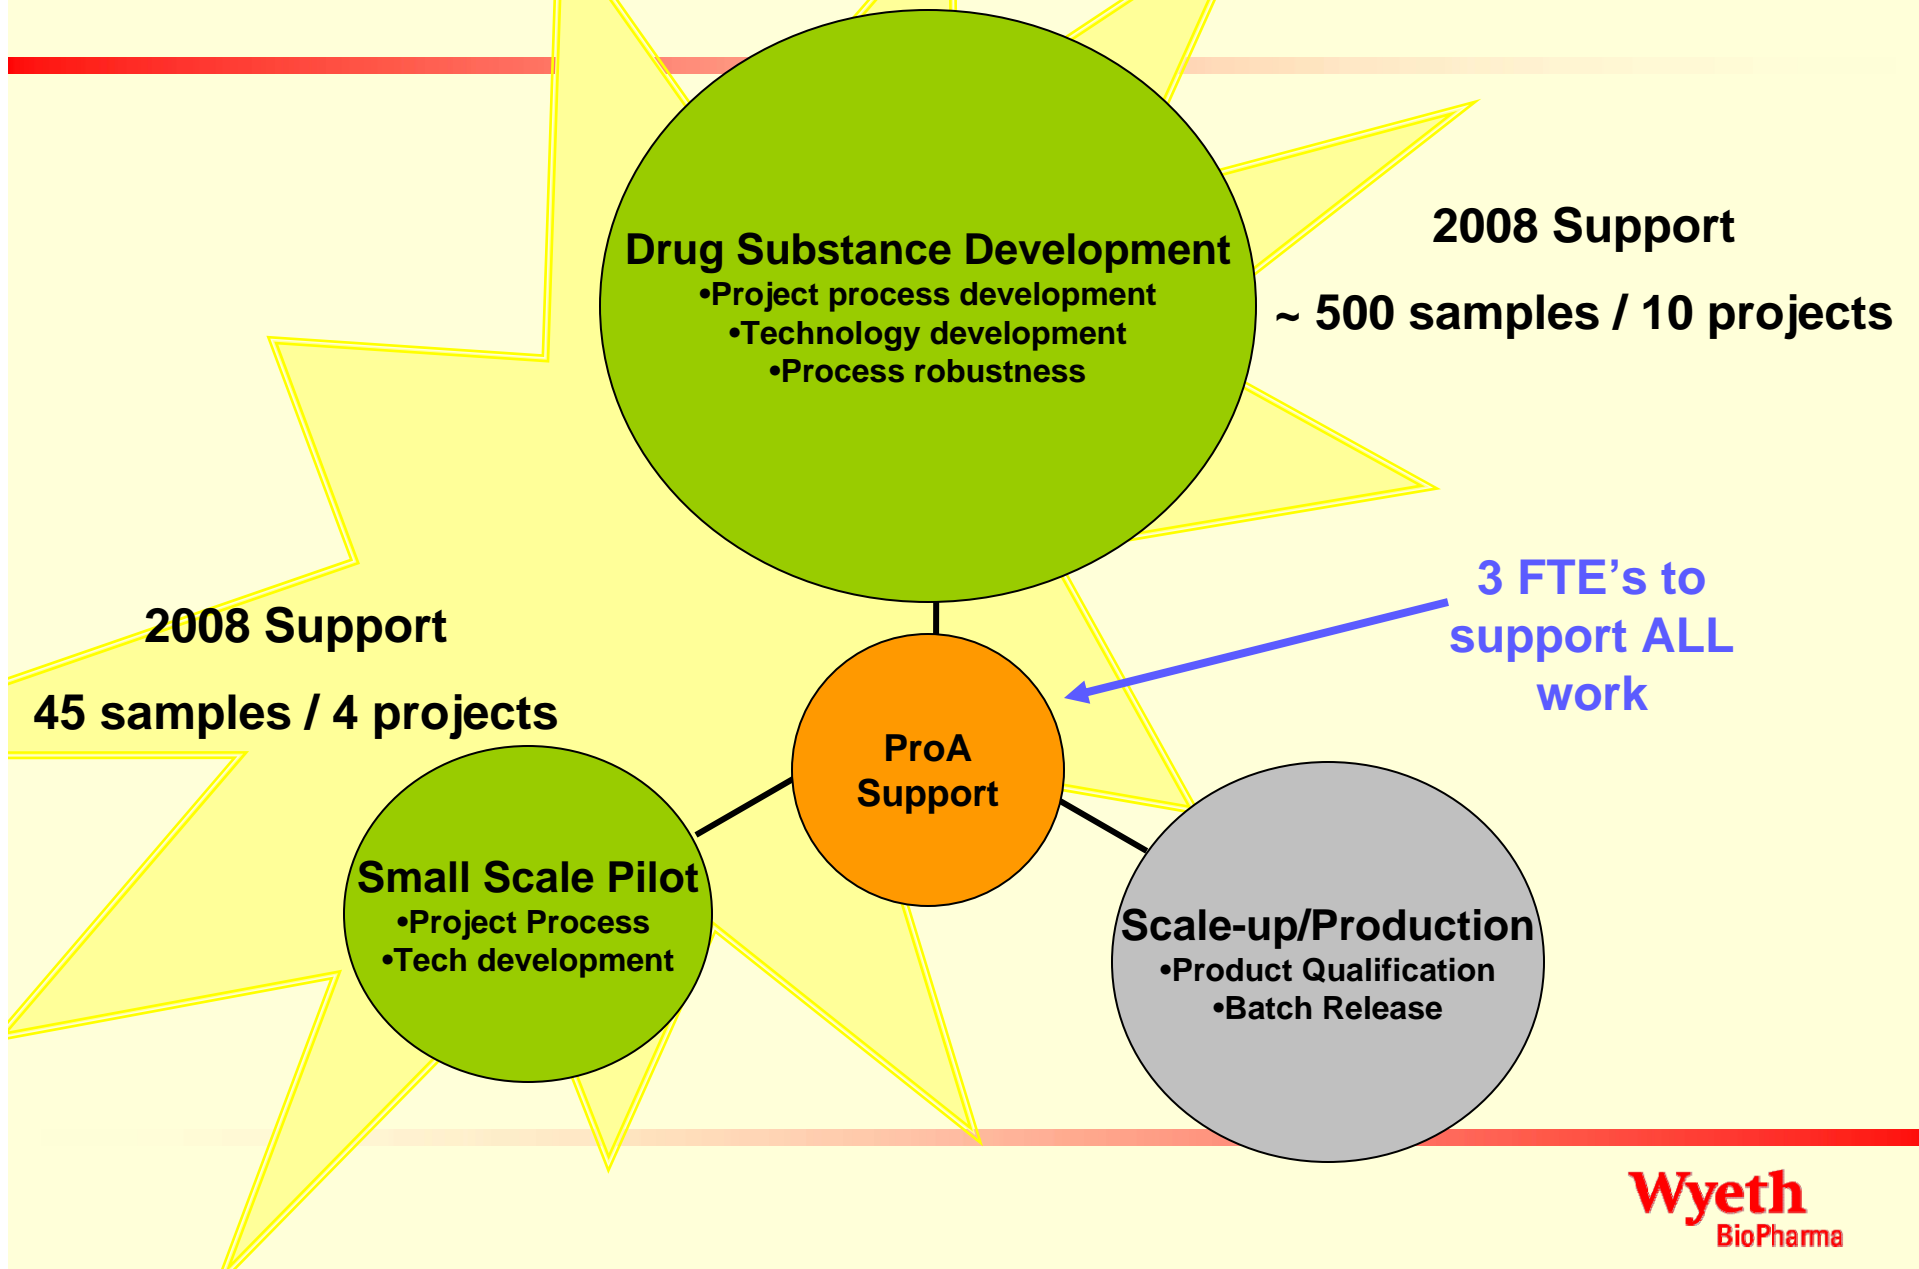 Drug Substance Development
•Project process development
•Technology development
•Process robustness
2008 Support
~ 500 samples / 10 projects
3 FTE’s to
support ALL
work
2008 Support
45 samples / 4 projects
ProA
Support
Small Scale Pilot
•Project Process
•Tech development
Scale-up/Production
•Product Qualification
•Batch Release
Wyeth
BioPharma